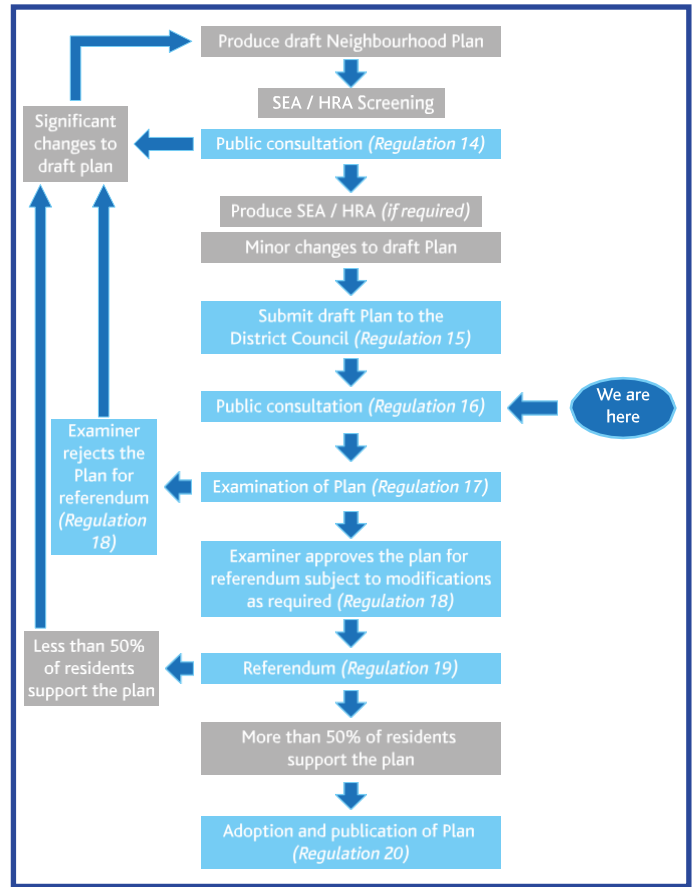 Produce draft Neighbourhood Plan
SEA / HRA Screening
Significant
changes to
draft plan
Public consultation (Regulation 14)
Produce SEA / HRA (if required)
Minor changes to draft Plan
Submit draft Plan to the
District Council (Regulation 15)
Public consultation (Regulation 16)
We are
here
Examiner
rejects the
Plan for
referendum
(Regulation
18)
Examination of Plan (Regulation 17)
Examiner approves the plan for
referendum subject to modifications
as required (Regulation 18)
Less than 50%
of residents
support the plan
Referendum (Regulation 19)
More than 50% of residents
support the plan
Adoption and publication of Plan
(Regulation 20)